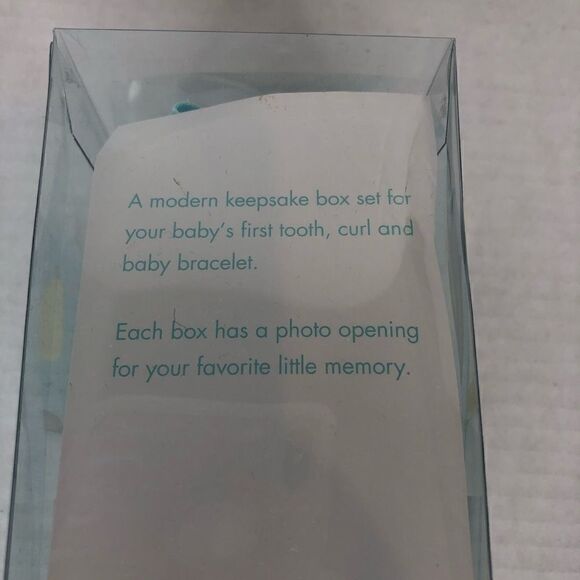 A modern keepsake box set for
your baby's first tooth, curl and
baby bracelet.
Each box has a photo opening
for your favorite little memory.